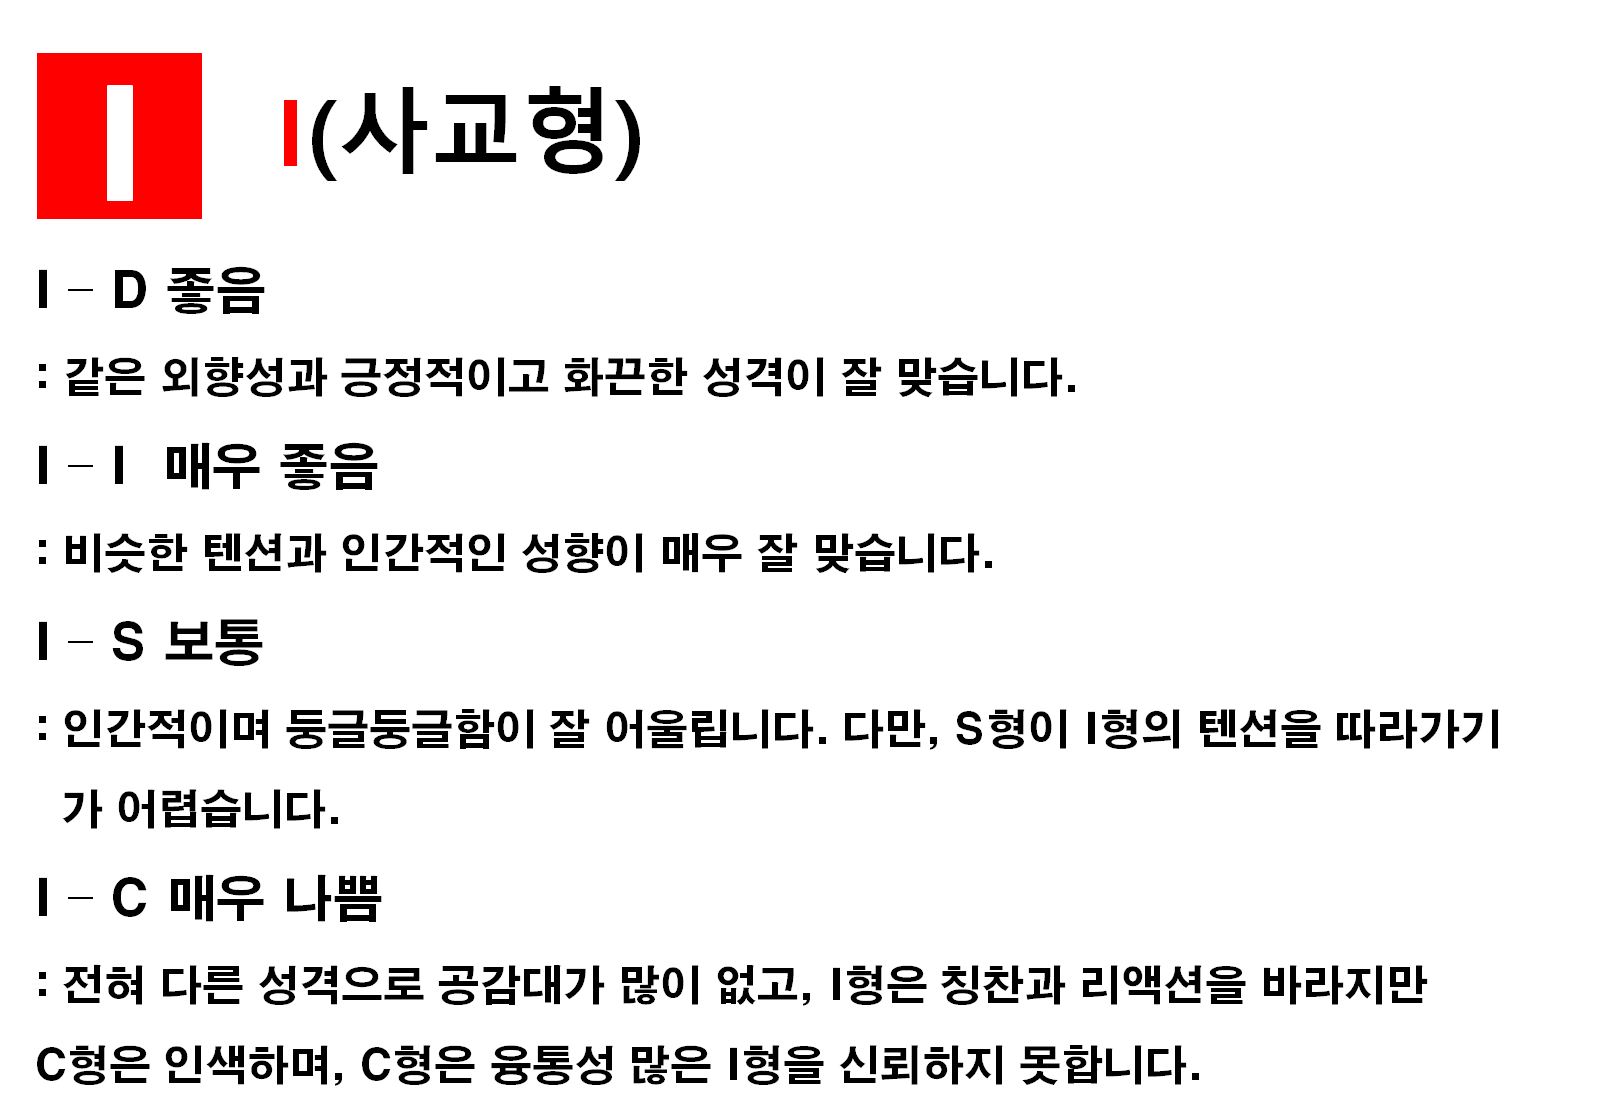 I
I(사교형)
I – D 좋음
: 같은 외향성과 긍정적이고 화끈한 성격이 잘 맞습니다.
I – I 매우 좋음
: 비슷한 텐션과 인간적인 성향이 매우 잘 맞습니다.
I – S 보통
: 인간적이며 둥글둥글함이 잘 어울립니다. 다만, S형이 I형의 텐션을 따라가기
가 어렵습니다.
I – C 매우 나쁨
: 전혀 다른 성격으로 공감대가 많이 없고, I형은 칭찬과 리액션을 바라지만
C형은 인색하며, C형은 융통성 많은 I형을 신뢰하지 못합니다.